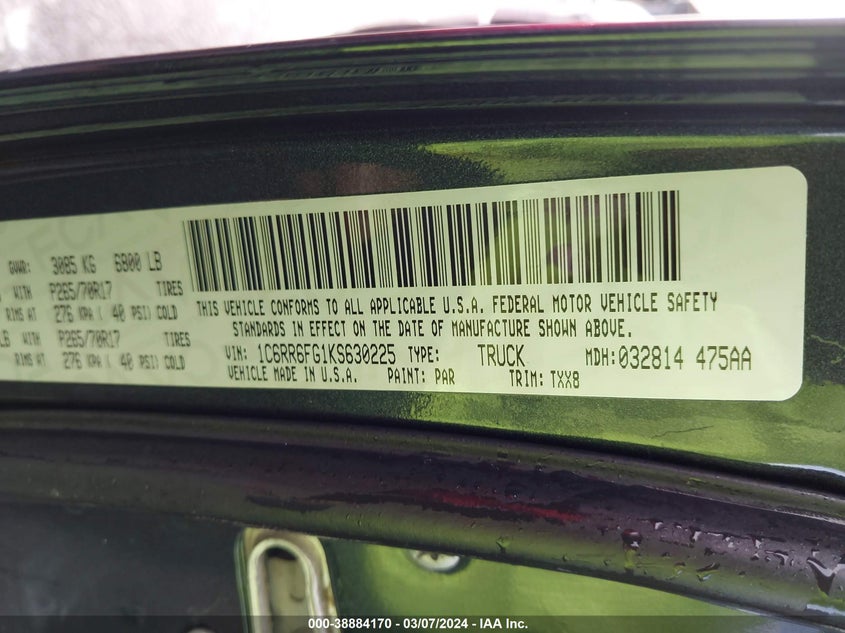 GVWR: 3085 KG 6800 LB
WITH P265/70R17 TIRES
RIMS AT 276 KPA ( 40 PSI) COLD
LB WITH P265/70R17 TIRES
RIMS AT 276 KPA ( 40 PSI) COLD
THIS VEHICLE CONFORMS TO ALL APPLICABLE U.S.A. FEDERAL MOTOR VEHICLE SAFETY
STANDARDS IN EFFECT ON THE DATE OF MANUFACTURE SHOWN ABOVE.
VIN: 1C6RR6FG1KS630225 TYPE: TRUCK MDH:032814 475AA
VEHICLE MADE IN U.S.A. PAINT: PAR TRIM: TXX8
000-38884170 - 03/07/2024 - IAA Inc.